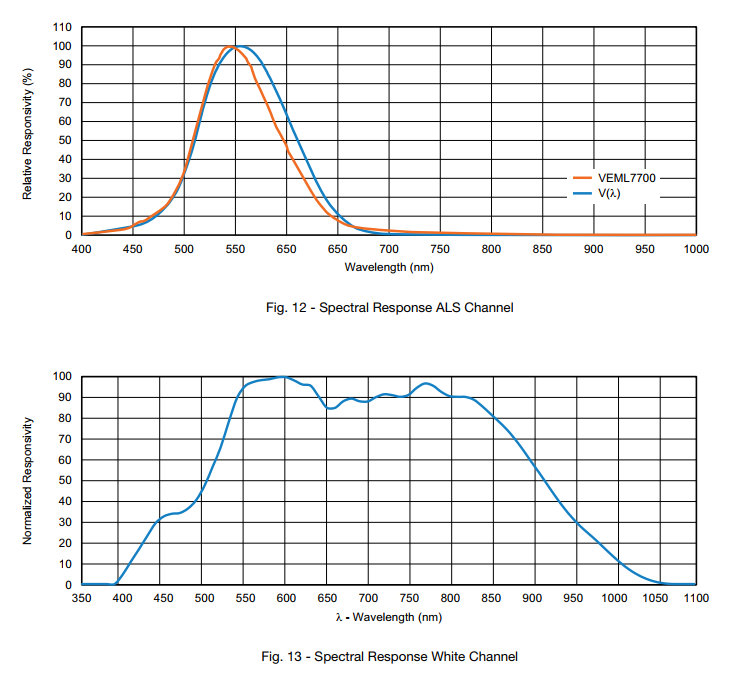 110
100
90
80
70
60
50
40
30
20
10
0
Relative Responsivity (%)
VEML7700
V(λ)
400 450 500 550 650 650 700 750 800 850 900 950 1000
Wavelength (nm)
Fig. 12 - Spectral Response ALS Channel
100
90
80
70
60
50
40
30
20
10
0
Normalized Responsivity
350 400 450 500 550 600 650 700 750 800 850 900 950 1000 1050 1100
λ - Wavelength (nm)
Fig. 13 - Spectral Response White Channel